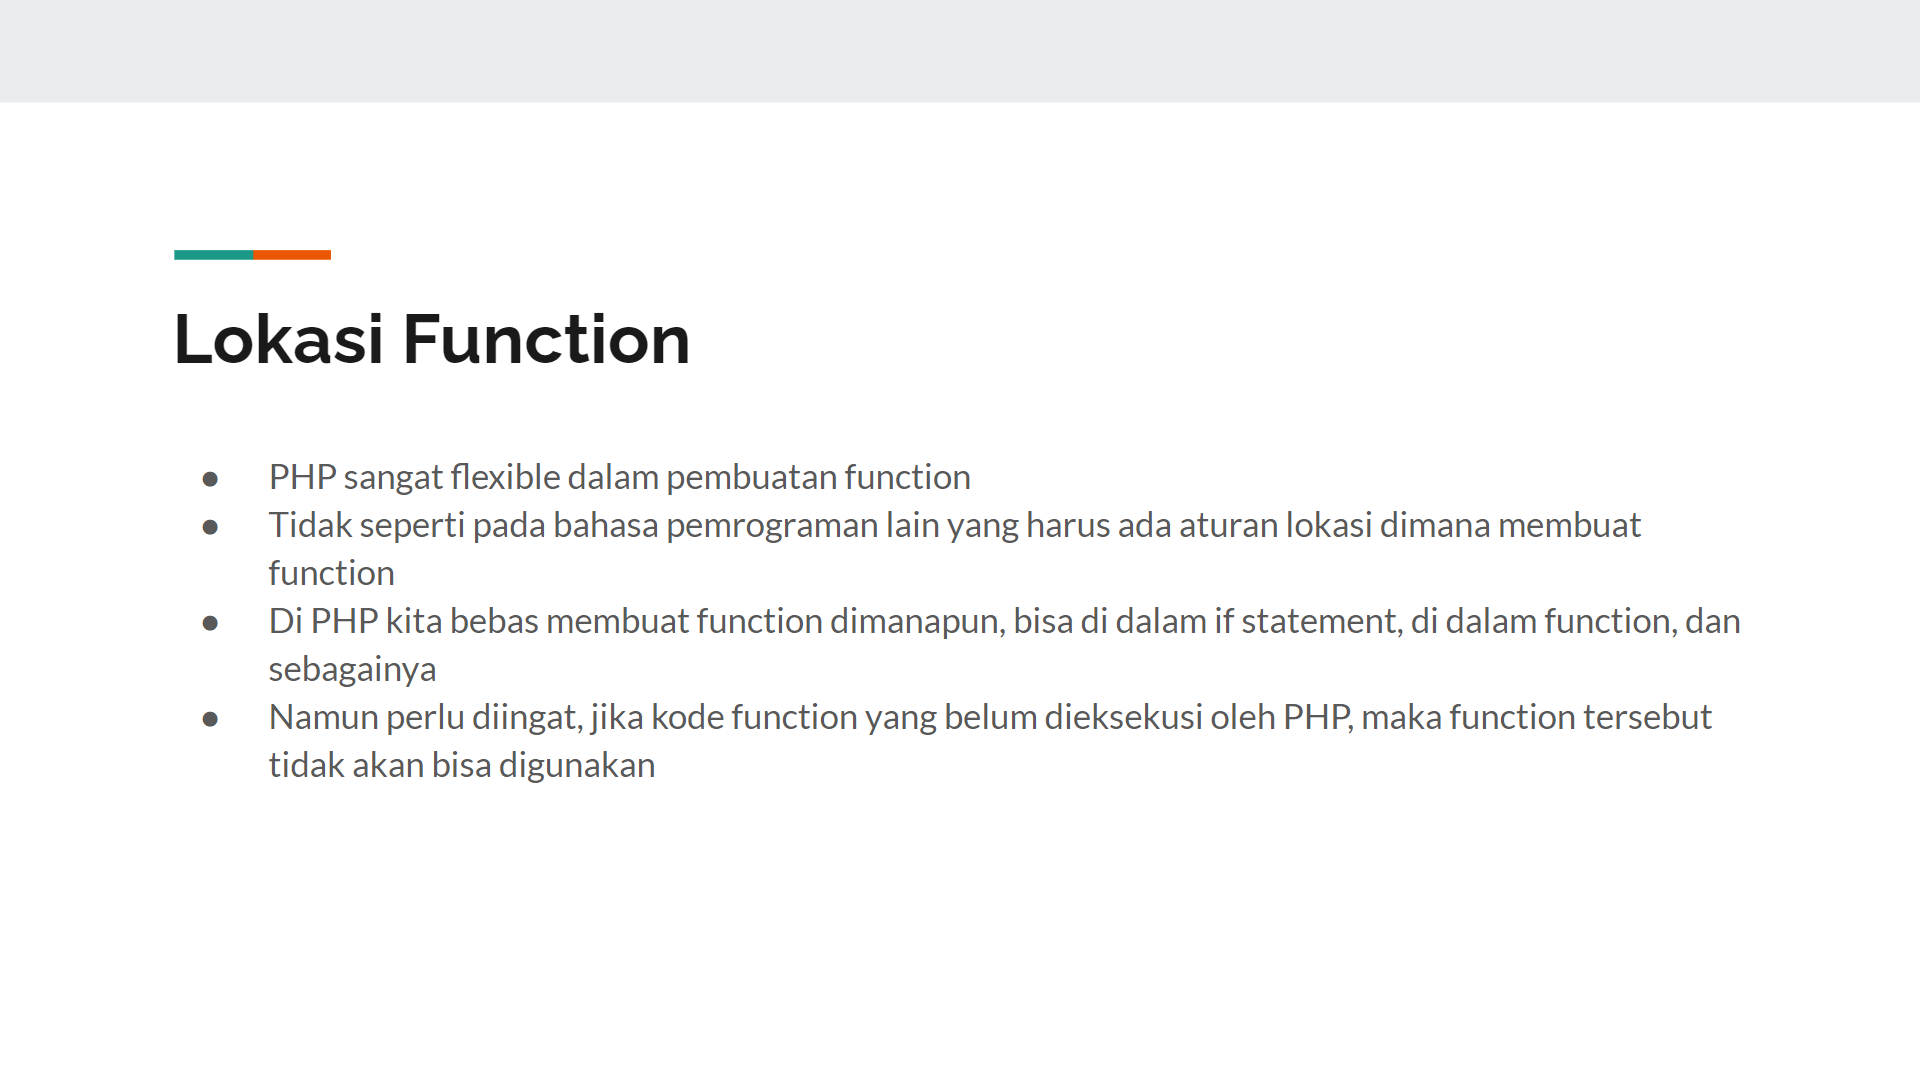 Lokasi Function
● PHP sangat flexible dalam pembuatan function
● Tidak seperti pada bahasa pemrograman lain yang harus ada aturan lokasi dimana membuat
function
● Di PHP kita bebas membuat function dimanapun, bisa di dalam if statement, di dalam function, dan
sebagainya
● Namun perlu diingat, jika kode function yang belum dieksekusi oleh PHP, maka function tersebut
tidak akan bisa digunakan